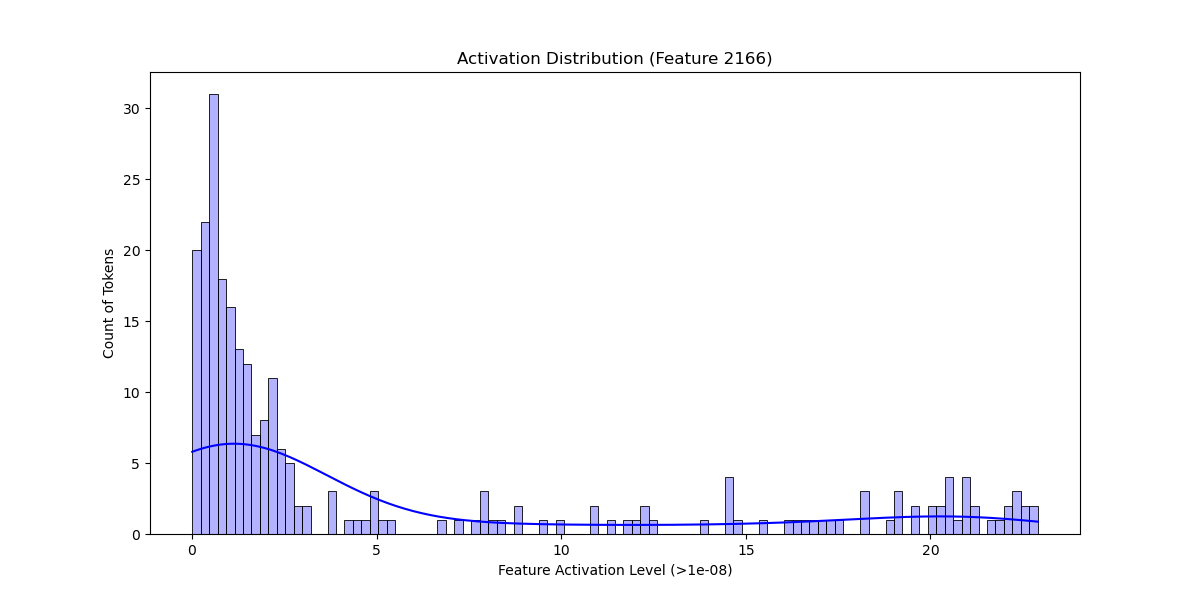 Activation Distribution (Feature 2166)
Count of Tokens
30
25
20
15
10
5
0
0 5 10 15 20
Feature Activation Level (>1e-08)